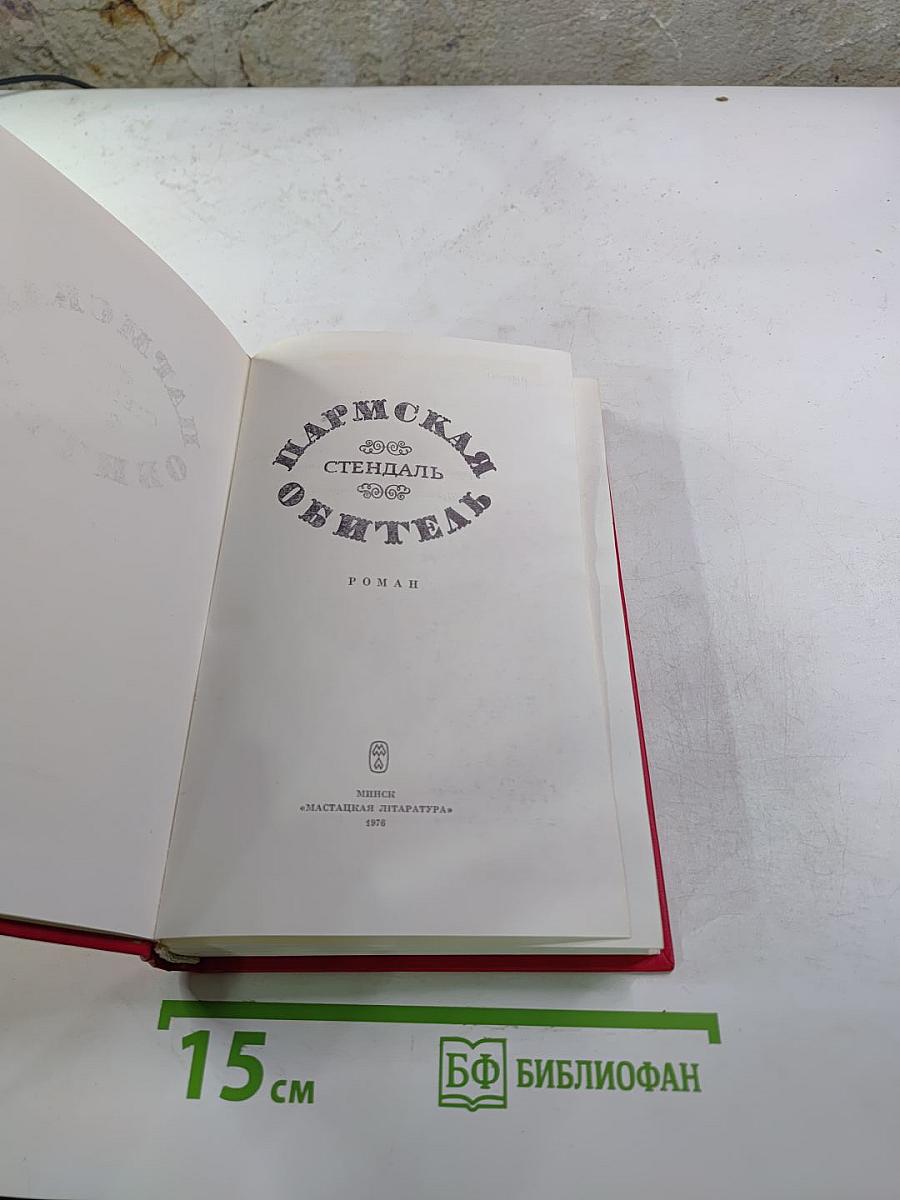 ПАРМСКАЯ
СТЕНДАЛЬ
ОБИТЕЛЬ
РОМАН
МИНСК
«МАСТАЦКАЯ ЛІТАРАТУРА»
1976
15 см
БФ БИБЛИОФАН